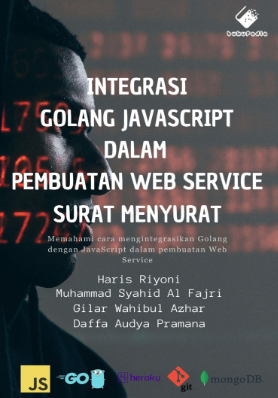 bukupedia
INTEGRASI
GOLANG JAVASCRIPT
DALAM
PEMBUATAN WEB SERVICE
SURAT MENYURAT
Memahami cara mengintegrasikan Golang
dengan JavaScript dalam pembuatan Web
Service
Haris Riyoni
Muhammad Syahid Al Fajri
Gilar Wahibul Azhar
Daffa Audya Pramana
JS GO heroku git mongoDB